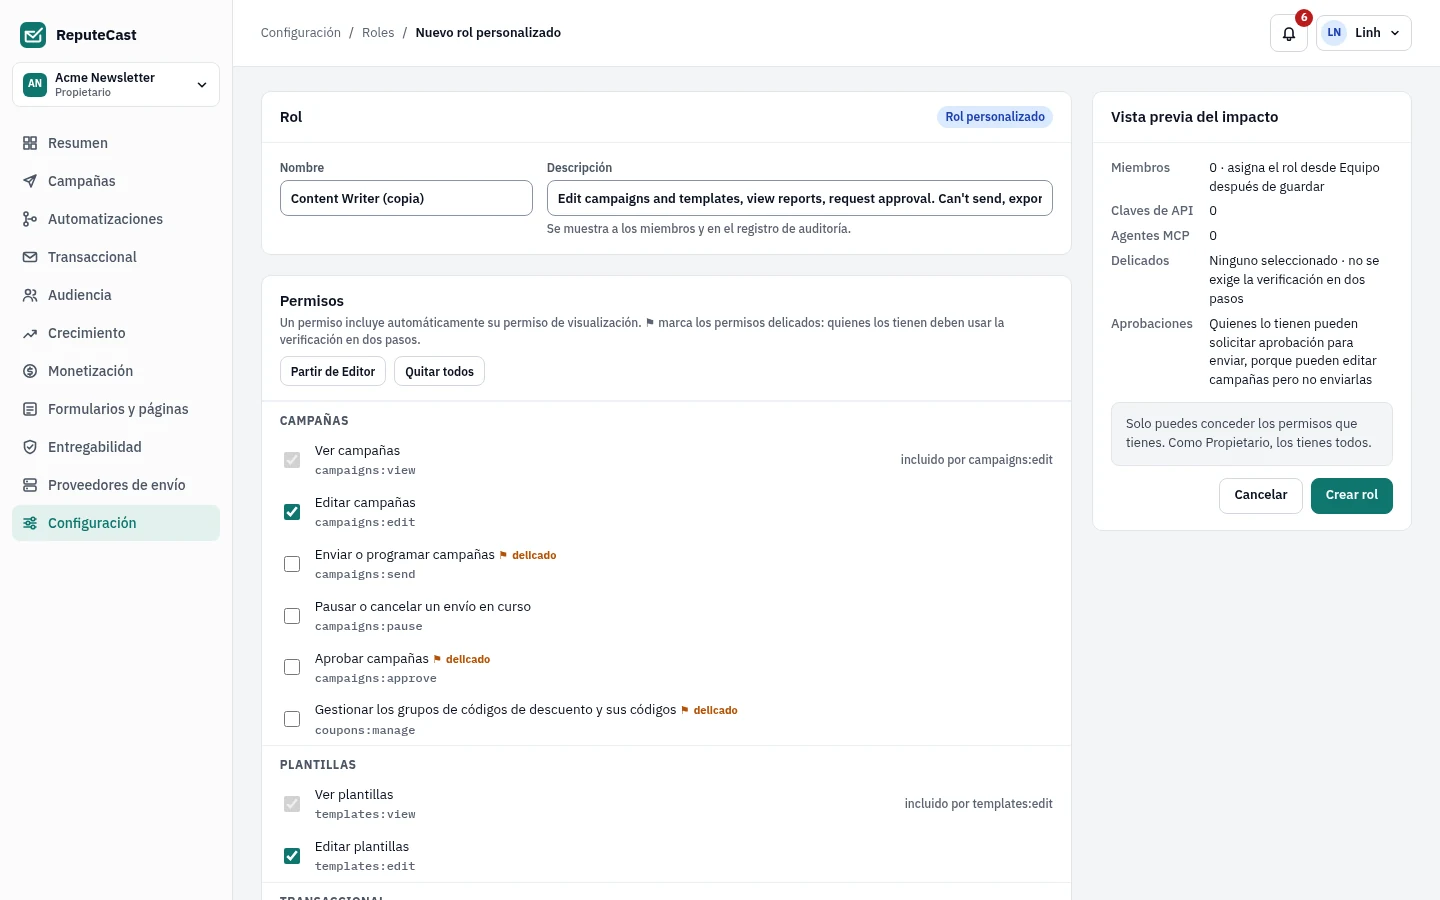 ReputeCast
AN
Acme Newsletter
Propietario
Resumen
Campañas
Automatizaciones
Transaccional
Audiencia
Crecimiento
Monetización
Formularios y páginas
Entregabilidad
Proveedores de envío
Configuración
Configuración / Roles / Nuevo rol personalizado
6
LN Linh
Rol
Rol personalizado
Nombre
Content Writer (copia)
Descripción
Edit campaigns and templates, view reports, request approval. Can't send, expor
Se muestra a los miembros y en el registro de auditoría.
Permisos
Un permiso incluye automáticamente su permiso de visualización. ⚑ marca los permisos delicados: quienes los tienen deben usar la
verificación en dos pasos.
Partir de Editor
Quitar todos
CAMPAÑAS
Ver campañas
campaigns:view
incluido por campaigns:edit
Editar campañas
campaigns:edit
Enviar o programar campañas ⚑ delicado
campaigns:send
Pausar o cancelar un envío en curso
campaigns:pause
Aprobar campañas ⚑ delicado
campaigns:approve
Gestionar los grupos de códigos de descuento y sus códigos ⚑ delicado
coupons:manage
PLANTILLAS
Ver plantillas
templates:view
incluido por templates:edit
Editar plantillas
templates:edit
TRANSACCIONAL
Vista previa del impacto
Miembros
0 · asigna el rol desde Equipo
después de guardar
Claves de API
0
Agentes MCP
0
Delicados
Ninguno seleccionado · no se
exige la verificación en dos
pasos
Aprobaciones
Quienes lo tienen pueden
solicitar aprobación para
enviar, porque pueden editar
campañas pero no enviarlas
Solo puedes conceder los permisos que
tienes. Como Propietario, los tienes todos.
Cancelar
Crear rol